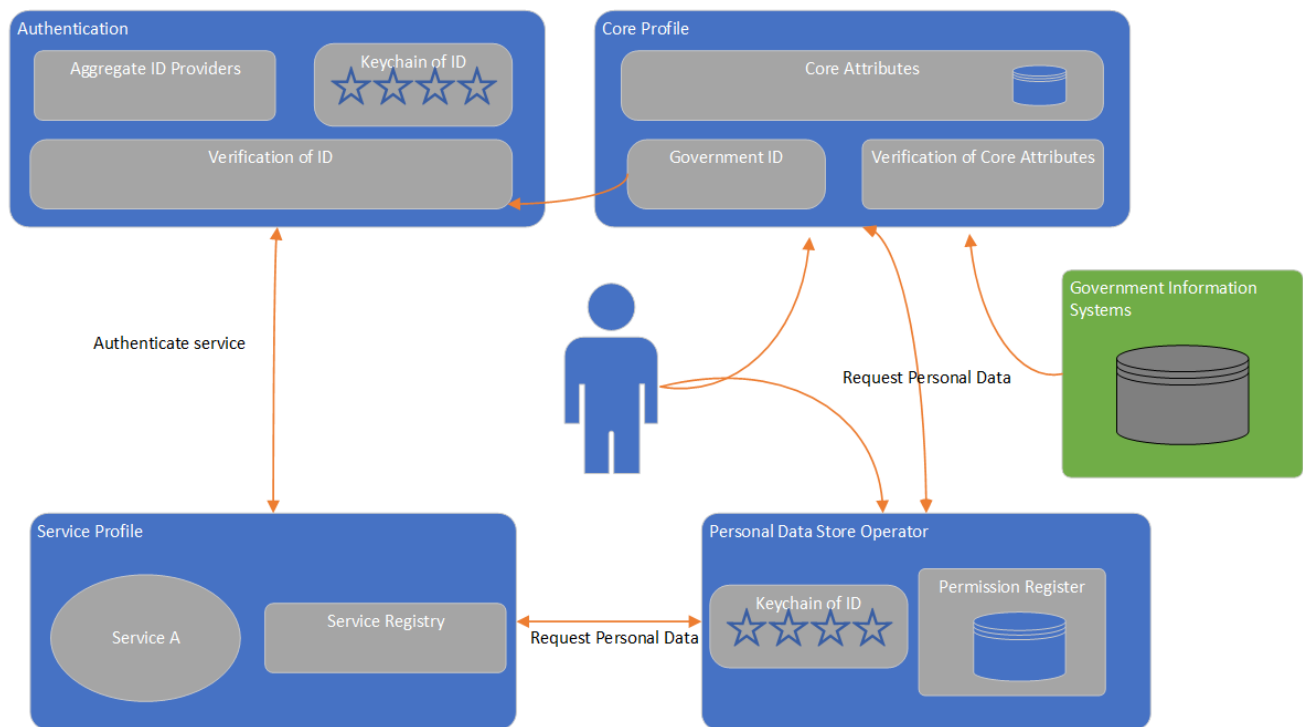 Authentication
Aggregate ID Providers
Keychain of ID
Verification of ID
Core Profile
Core Attributes
Government ID
Verification of Core Attributes
Government Information
Systems
Authenticate service
Request Personal Data
Service Profile
Service A
Service Registry
Request Personal Data
Personal Data Store Operator
Keychain of ID
Permission Register